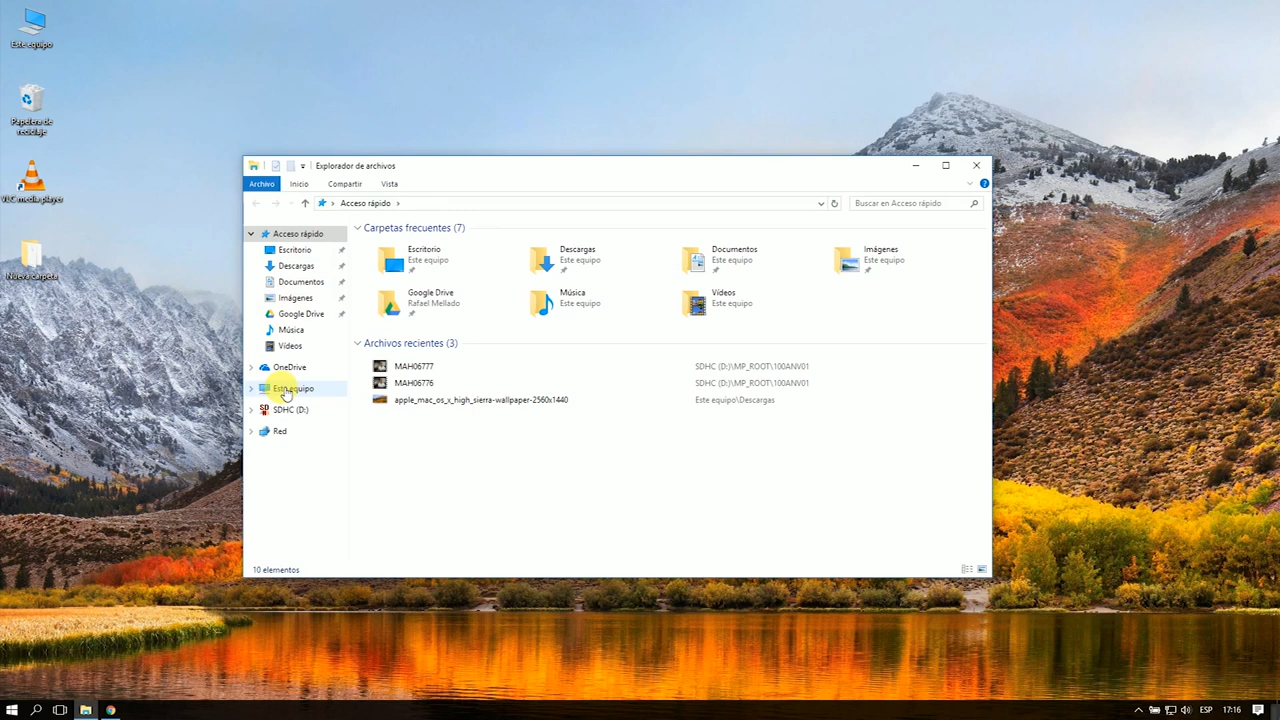 Este equipo
Papelera de
reciclaje
VLC media player
Nueva carpeta
Explorador de archivos
Archivo
Inicio
Compartir
Vista
Acceso rápido
Buscar en Acceso rápido
Acceso rápido
Escritorio
Descargas
Documentos
Imágenes
Google Drive
Música
Vídeos
OneDrive
Este equipo
SDHC (D:)
Red
Carpetas frecuentes (7)
Escritorio
Este equipo
Descargas
Este equipo
Documentos
Este equipo
Imágenes
Este equipo
Google Drive
Rafael Mellado
Música
Este equipo
Vídeos
Este equipo
Archivos recientes (3)
MAH06777 SDHC (D:)\MP_ROOT\100ANV01
MAH06776 SDHC (D:)\MP_ROOT\100ANV01
apple_mac_os_x_high_sierra-wallpaper-2560x1440 Este equipo\Descargas
10 elementos
ESP
17:16